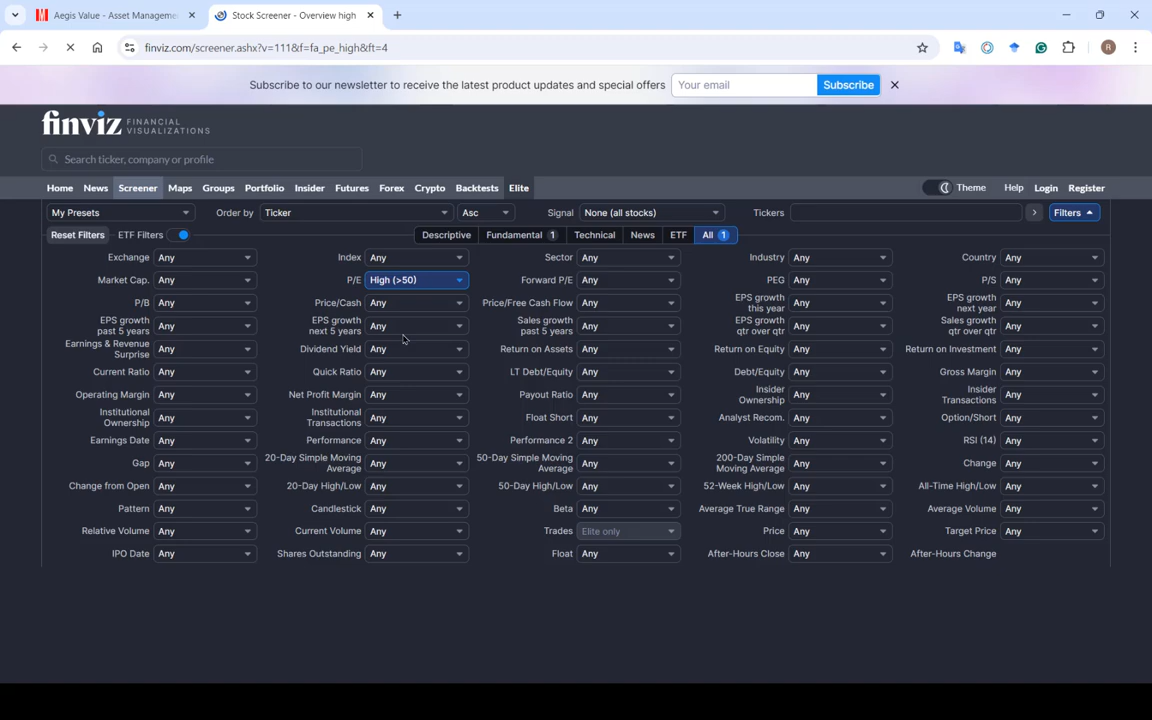 Aegis Value - Asset Manageme
Stock Screener - Overview high
finviz.com/screener.ashx?v=111&f=fa_pe_high&ft=4
R
Subscribe to our newsletter to receive the latest product updates and special offers
Your email
Subscribe
finviz
FINANCIAL
VISUALIZATIONS
Search ticker, company or profile
Home News Screener Maps Groups Portfolio Insider Futures Forex Crypto Backtests Elite Theme Help Login Register
My Presets Order by Ticker Asc Signal None (all stocks) Tickers Filters
Reset Filters ETF Filters Descriptive Fundamental 1 Technical News ETF All 1
Exchange Any Index Any Sector Any Industry Any Country Any
Market Cap. Any P/E High (>50) Forward P/E Any PEG Any P/S Any
P/B Any Price/Cash Any Price/Free Cash Flow Any EPS growth this year Any EPS growth next year Any
EPS growth past 5 years Any EPS growth next 5 years Any Sales growth past 5 years Any EPS growth qtr over qtr Any Sales growth qtr over qtr Any
Earnings & Revenue Surprise Any Dividend Yield Any Return on Assets Any Return on Equity Any Return on Investment Any
Current Ratio Any Quick Ratio Any LT Debt/Equity Any Debt/Equity Any Gross Margin Any
Operating Margin Any Net Profit Margin Any Payout Ratio Any Insider Ownership Any Insider Transactions Any
Institutional Ownership Any Institutional Transactions Any Float Short Any Analyst Recom. Any Option/Short Any
Earnings Date Any Performance Any Performance 2 Any Volatility Any RSI (14) Any
Gap Any 20-Day Simple Moving Average Any 50-Day Simple Moving Average Any 200-Day Simple Moving Average Any Change Any
Change from Open Any 20-Day High/Low Any 50-Day High/Low Any 52-Week High/Low Any All-Time High/Low Any
Pattern Any Candlestick Any Beta Any Average True Range Any Average Volume Any
Relative Volume Any Current Volume Any Trades Elite only Price Any Target Price Any
IPO Date Any Shares Outstanding Any Float Any After-Hours Close Any After-Hours Change